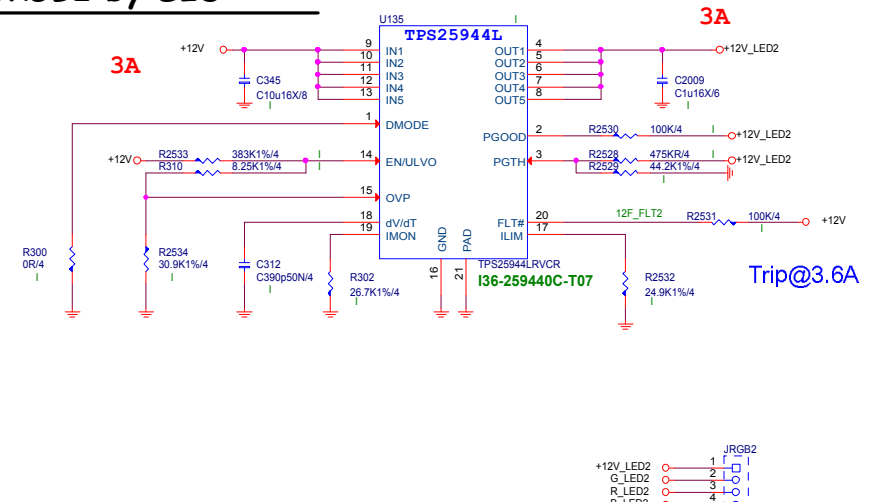 by
U135
TPS25944L
3A
3A
+12V
9
10
11
12
13
IN1
IN2
IN3
IN4
IN5
OUT1
OUT2
OUT3
OUT4
OUT5
4
5
6
7
8
+12V_LED2
C345
C10u16X/8
C2009
C1u16X/6
1
DMODE
PGOOD
2
R2530
100K/4
+12V_LED2
+12V
R2533
383K1%/4
R310
8.25K1%/4
14
EN/ULVO
PGTH
3
R2528
475KR/4
R2529
44.2K1%/4
+12V_LED2
15
OVP
18
dV/dT
19
IMON
FLT#
20
ILIM
17
12F_FLT2
R2531
100K/4
+12V
GND
PAD
16
21
TPS25944LRVCR
I36-259440C-T07
R300
0R/4
R2534
30.9K1%/4
C312
C390p50N/4
R302
26.7K1%/4
R2532
24.9K1%/4
Trip@3.6A
JRGB2
+12V_LED2
1
G_LED2
2
R_LED2
3
4